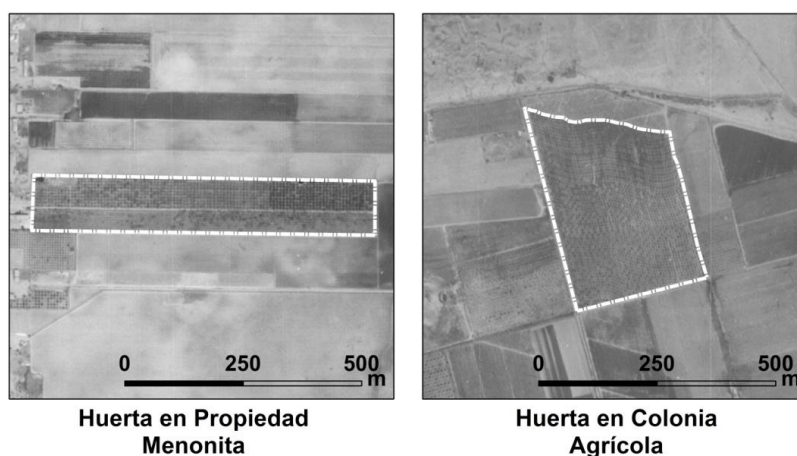 0 250 500
m
Huerta en Propiedad
Menonita
0 250 500
m
Huerta en Colonia
Agrícola